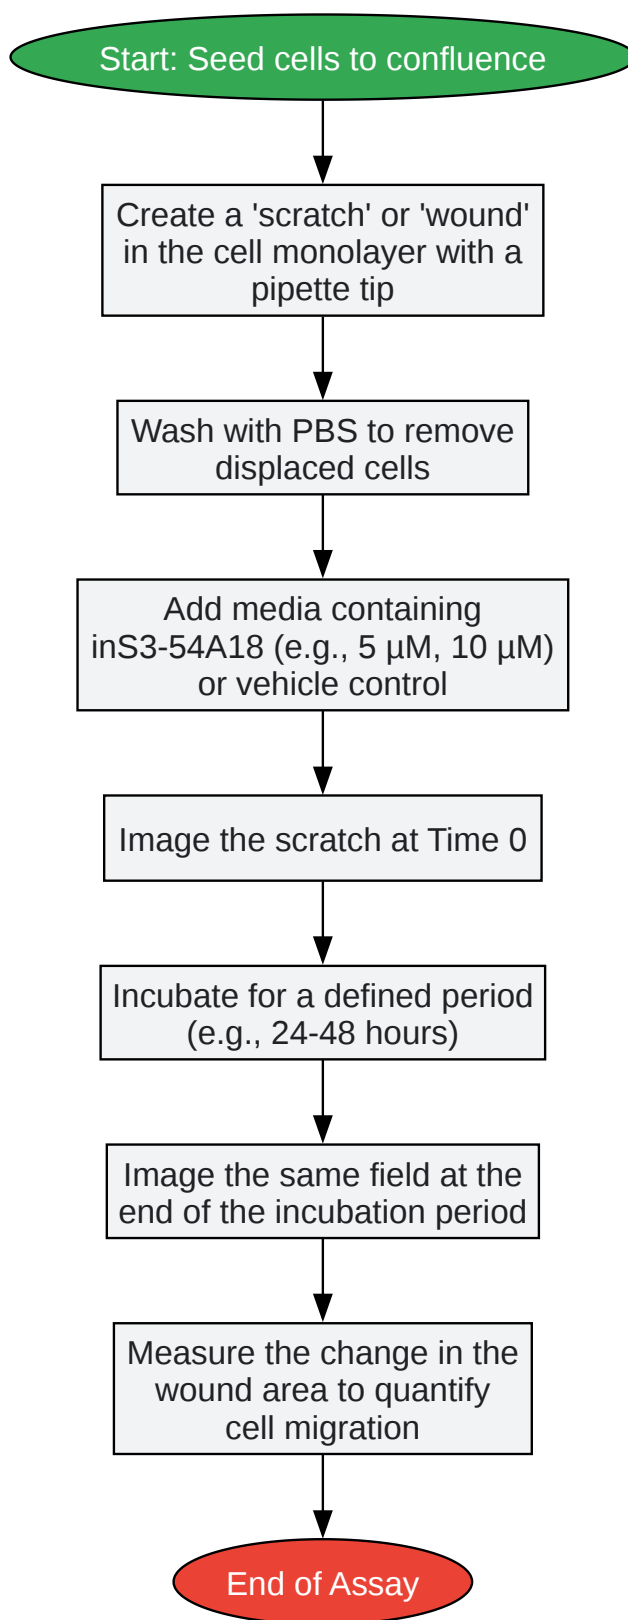 Start: Seed cells to confluence
Create a 'scratch' or 'wound'
in the cell monolayer with a
pipette tip
Wash with PBS to remove
displaced cells
Add media containing
inS3-54A18 (e.g., 5 µM, 10 µM)
or vehicle control
Image the scratch at Time 0
Incubate for a defined period
(e.g., 24-48 hours)
Image the same field at the
end of the incubation period
Measure the change in the
wound area to quantify
cell migration
End of Assay